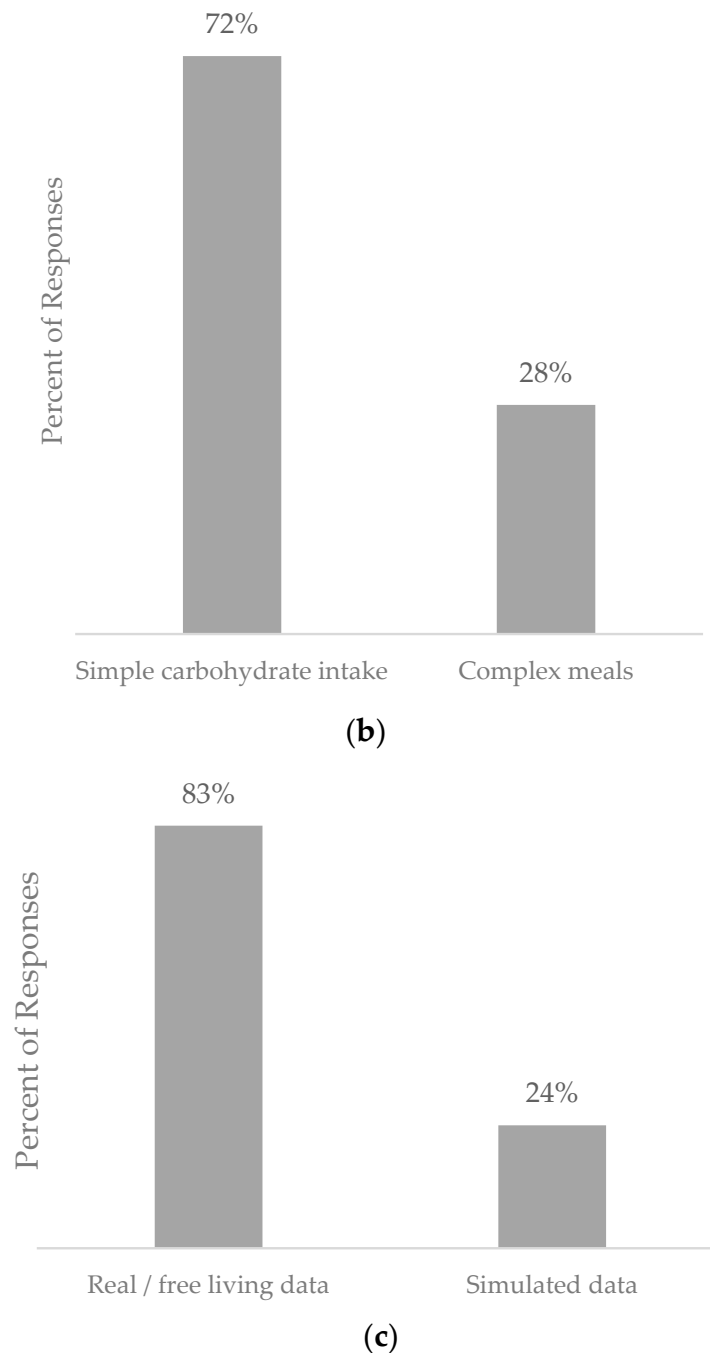 72%
Percent of Responses
28%
Simple carbohydrate intake Complex meals
(b)
83%
Percent of Responses
24%
Real / free living data Simulated data
(c)